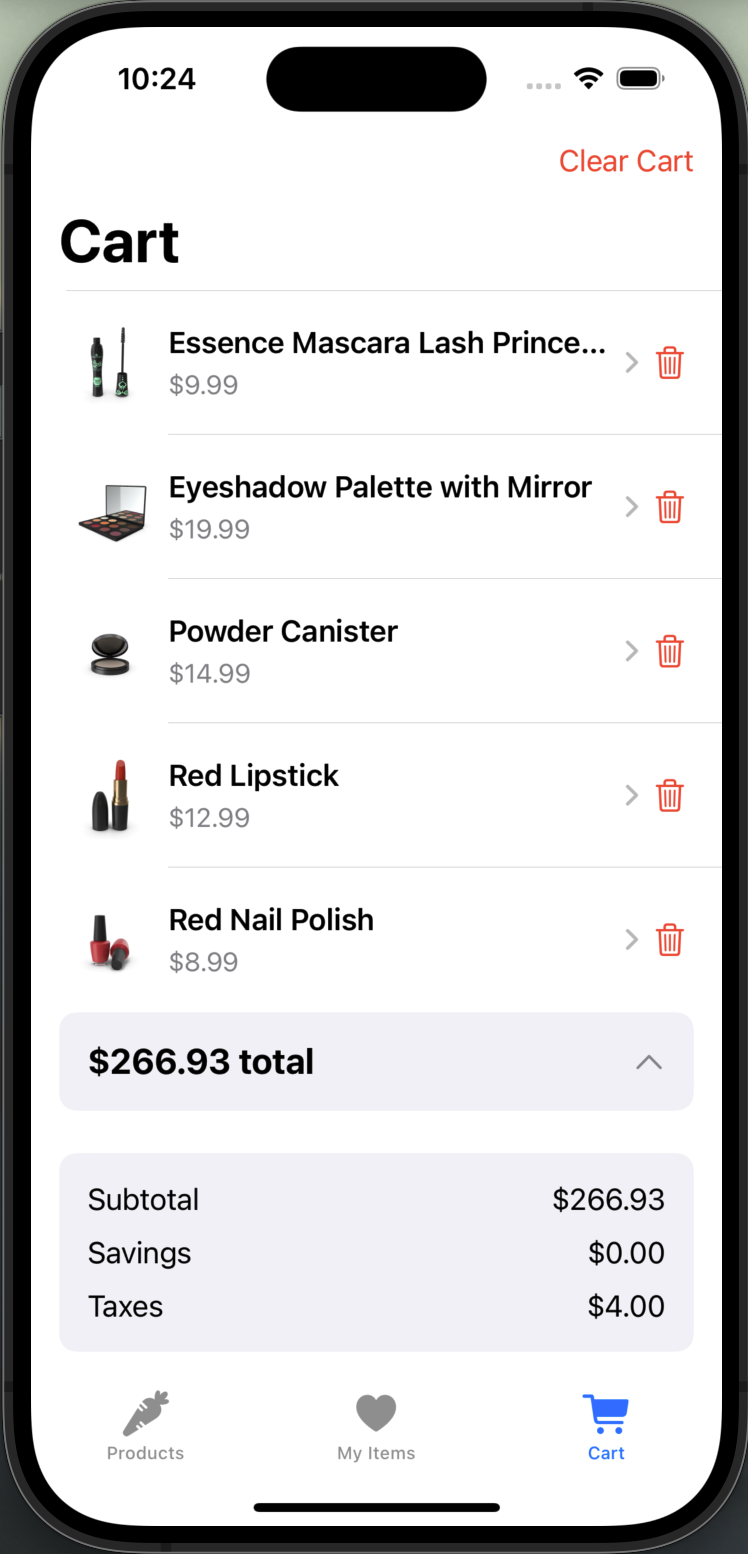 10:24
Clear Cart
Cart
Essence Mascara Lash Prince...
$9.99
Eyeshadow Palette with Mirror
$19.99
Powder Canister
$14.99
Red Lipstick
$12.99
Red Nail Polish
$8.99
$266.93 total
Subtotal $266.93
Savings $0.00
Taxes $4.00
Products My Items Cart